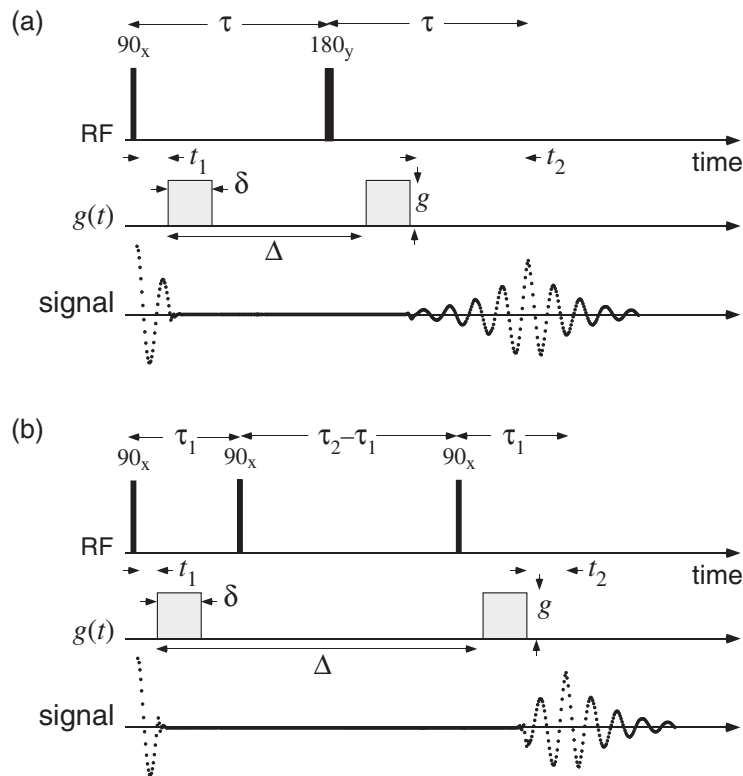 (a)
τ τ
90x 180y
RF
time
t1 t2
δ g
g(t)
Δ
signal
(b)
τ1 τ2–τ1 τ1
90x 90x 90x
RF
time
t1 t2
δ g
g(t)
Δ
signal